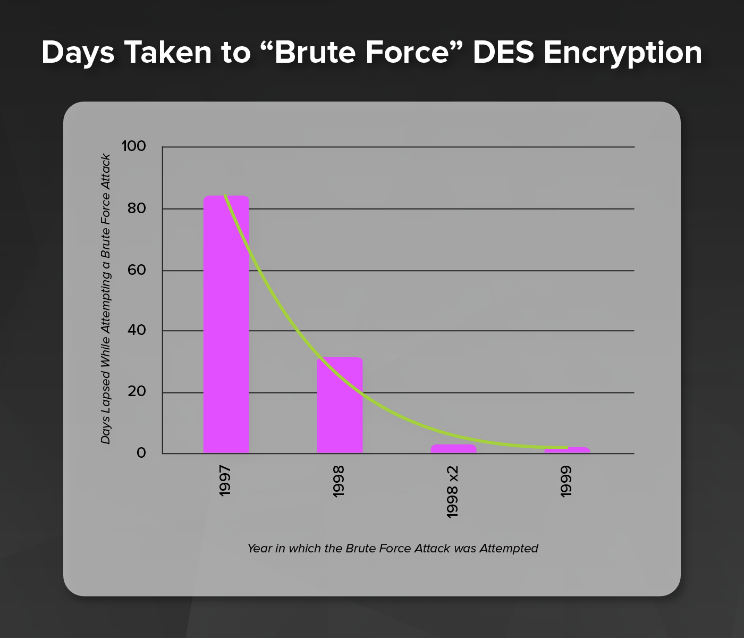 Days Taken to “Brute Force” DES Encryption
Days Lapsed While Attempting a Brute Force Attack
100
80
60
40
20
0
1997
1998
1998 x2
1999
Year in which the Brute Force Attack was Attempted